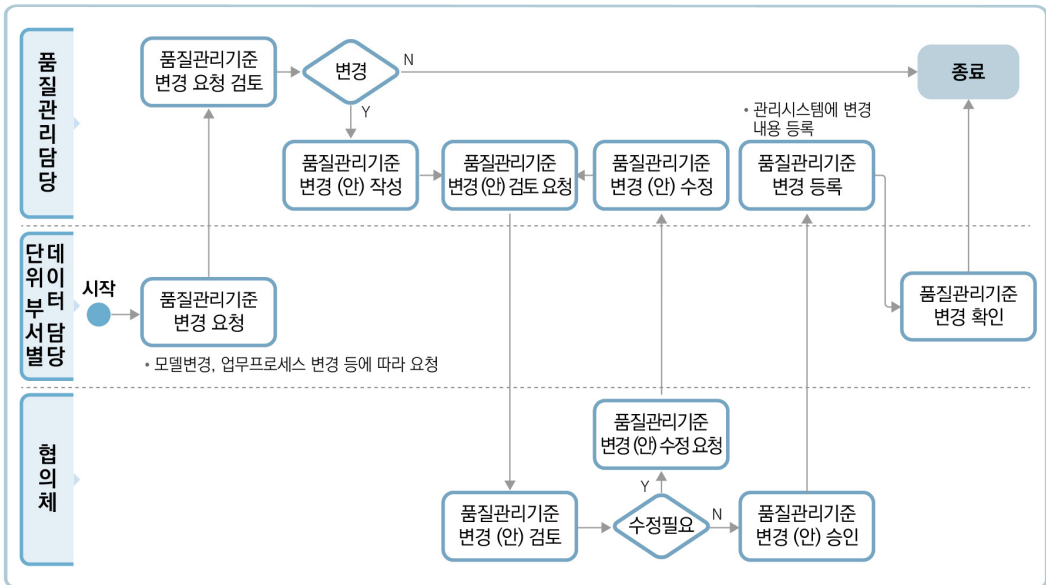 품질관리담당
품질관리기준
변경 요청 검토
변경
N
Y
종료
품질관리기준
변경 (안) 작성
품질관리기준
변경 (안) 검토 요청
품질관리기준
변경 (안) 수정
• 관리시스템에 변경
내용 등록
품질관리기준
변경 등록
단위 부서별
데이터 담당
시작
품질관리기준
변경 요청
• 모델변경, 업무프로세스 변경 등에 따라 요청
품질관리기준
변경 확인
협의체
품질관리기준
변경 (안) 수정 요청
Y
품질관리기준
변경 (안) 검토
수정필요
N
품질관리기준
변경 (안) 승인